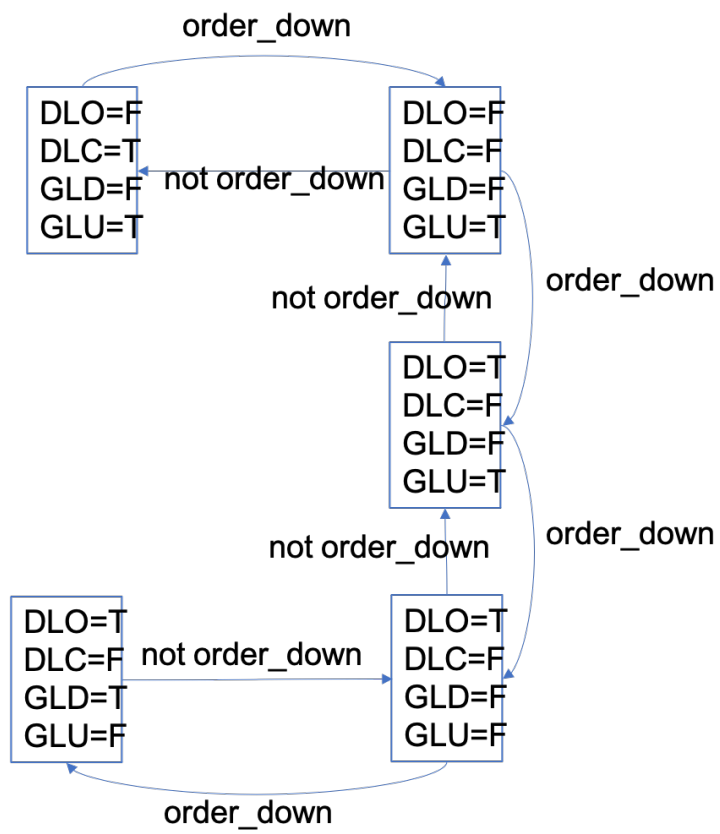 order_down
DLO=F
DLC=T
GLD=F
GLU=T
DLO=F
DLC=F
GLD=F
GLU=T
not order_down
not order_down
order_down
DLO=T
DLC=F
GLD=F
GLU=T
not order_down
order_down
DLO=T
DLC=F
GLD=T
GLU=F
not order_down
DLO=T
DLC=F
GLD=F
GLU=F
order_down